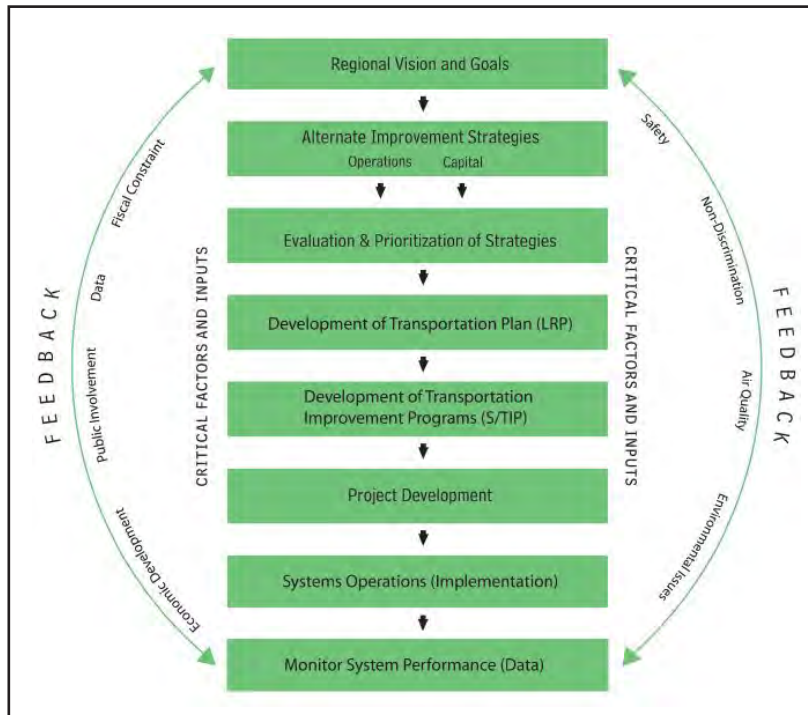 Regional Vision and Goals
Alternate Improvement Strategies
Operations Capital
Evaluation & Prioritization of Strategies
Development of Transportation Plan (LRP)
Development of Transportation
Improvement Programs (S/TIP)
Project Development
Systems Operations (Implementation)
Monitor System Performance (Data)
FEEDBACK
Fiscal Constraint
Data
Public Involvement
Economic Development
CRITICAL FACTORS AND INPUTS
CRITICAL FACTORS AND INPUTS
Safety
Non-Discrimination
Air Quality
Environmental Issues
FEEDBACK